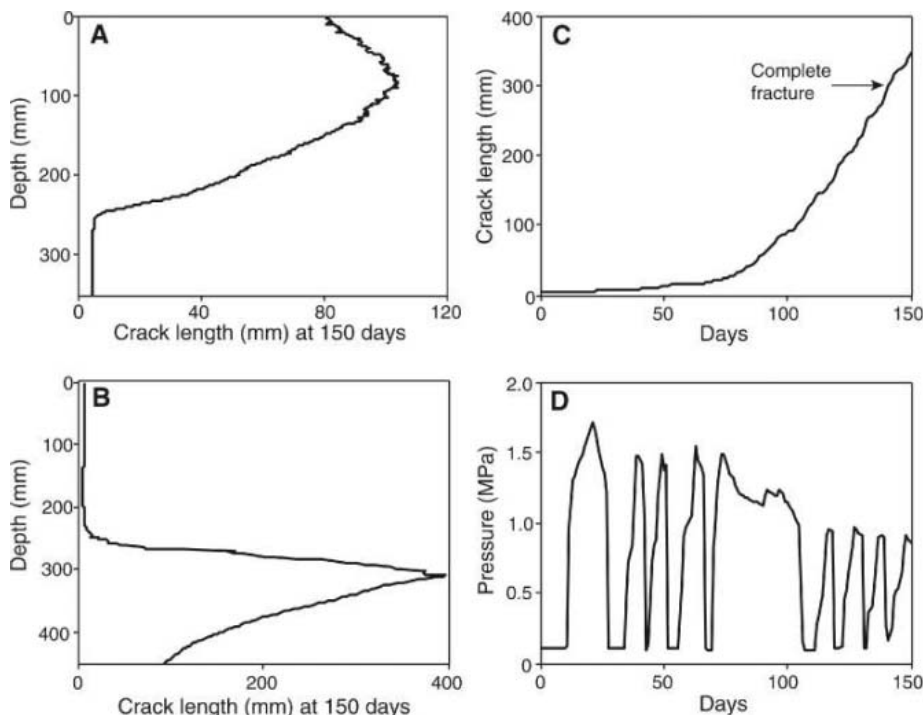 A
0
100
200
300
Depth (mm)
0 40 80 120
Crack length (mm) at 150 days
C
400
300
200
100
0
Crack length (mm)
Complete
fracture
0 50 100 150
Days
B
0
100
200
300
400
Depth (mm)
0 200 400
Crack length (mm) at 150 days
D
2.0
1.5
1.0
0.5
0
Pressure (MPa)
0 50 100 150
Days